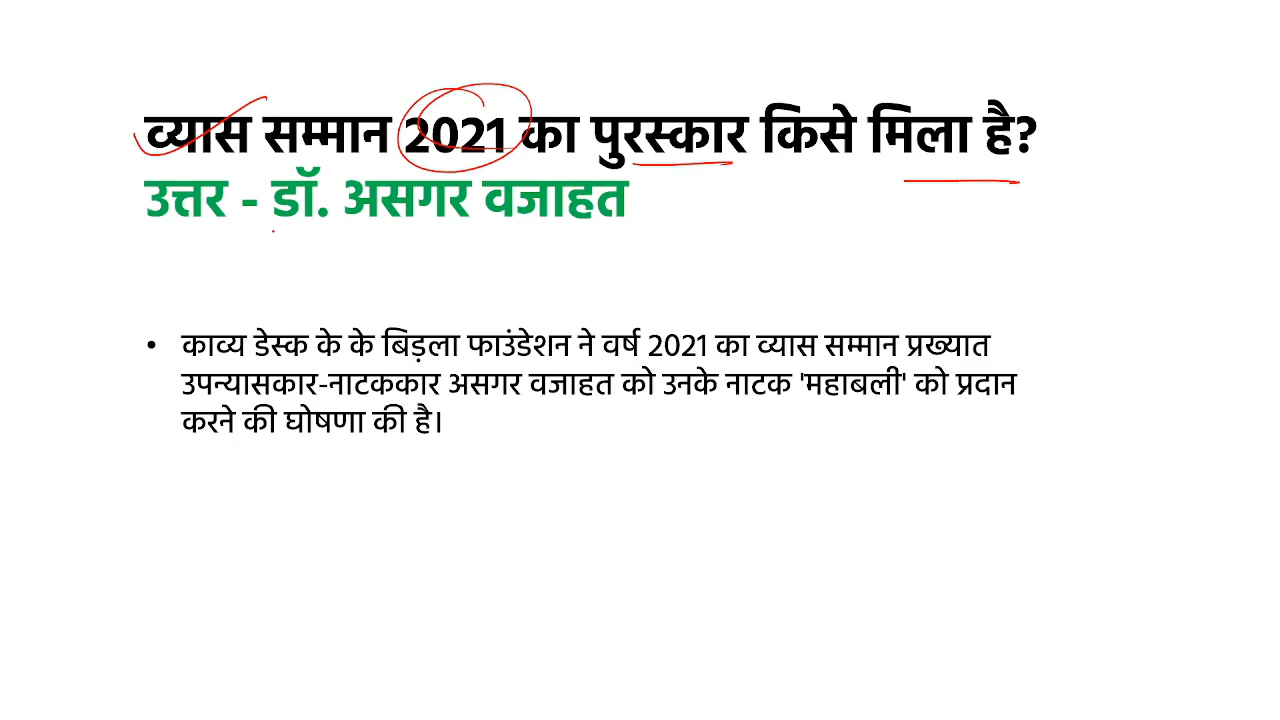 व्यास सम्मान 2021 का पुरस्कार किसे मिला है?
उत्तर - डॉ. असगर वजाहत
• काव्य डेस्क के के बिड़ला फाउंडेशन ने वर्ष 2021 का व्यास सम्मान प्रख्यात
उपन्यासकार-नाटककार असगर वजाहत को उनके नाटक 'महाबली' को प्रदान
करने की घोषणा की है।